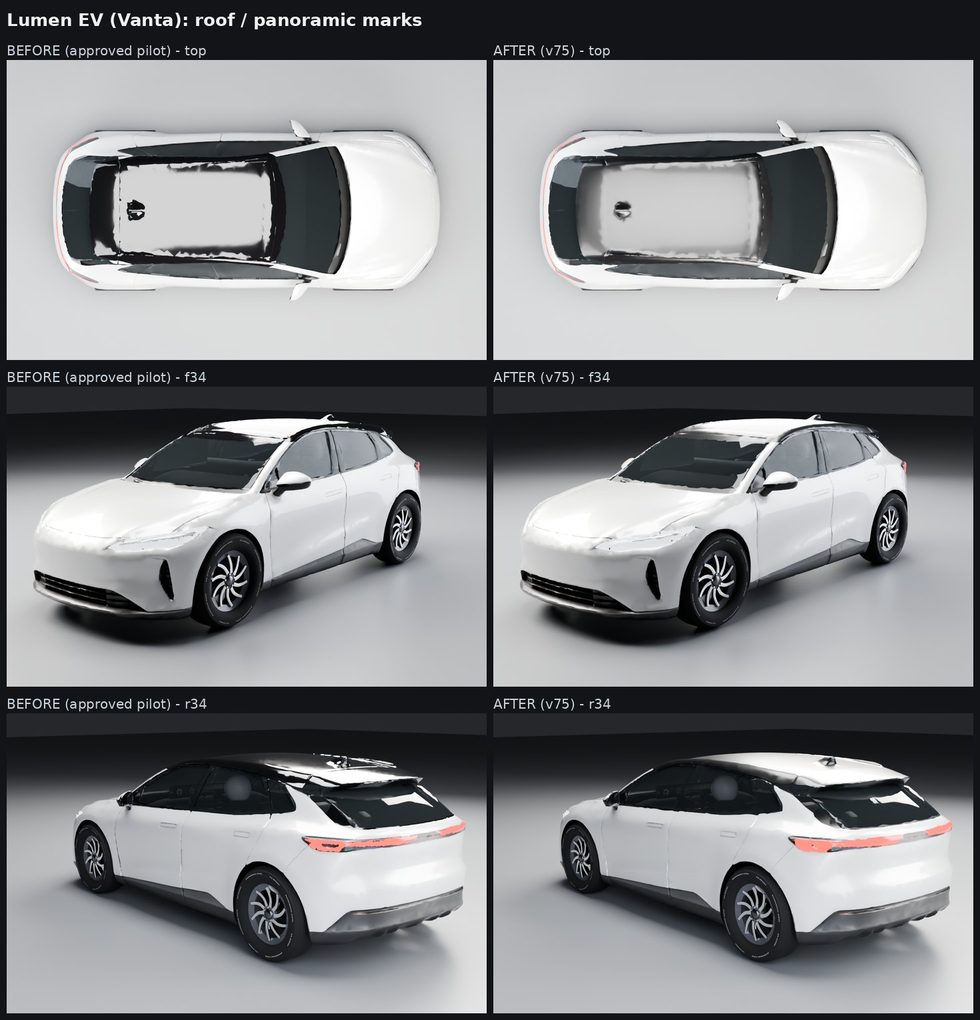 Lumen EV (Vanta): roof / panoramic marks
BEFORE (approved pilot) - top
AFTER (v75) - top
BEFORE (approved pilot) - f34
AFTER (v75) - f34
BEFORE (approved pilot) - r34
AFTER (v75) - r34